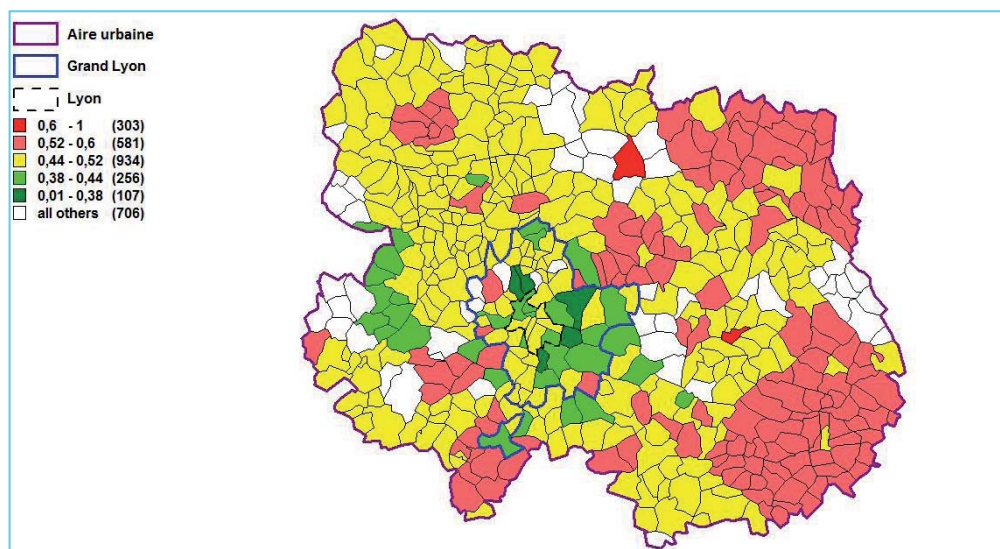 Aire urbaine
Grand Lyon
Lyon
0,6 - 1 (303)
0,52 - 0,6 (581)
0,44 - 0,52 (934)
0,38 - 0,44 (256)
0,01 - 0,38 (107)
all others (706)